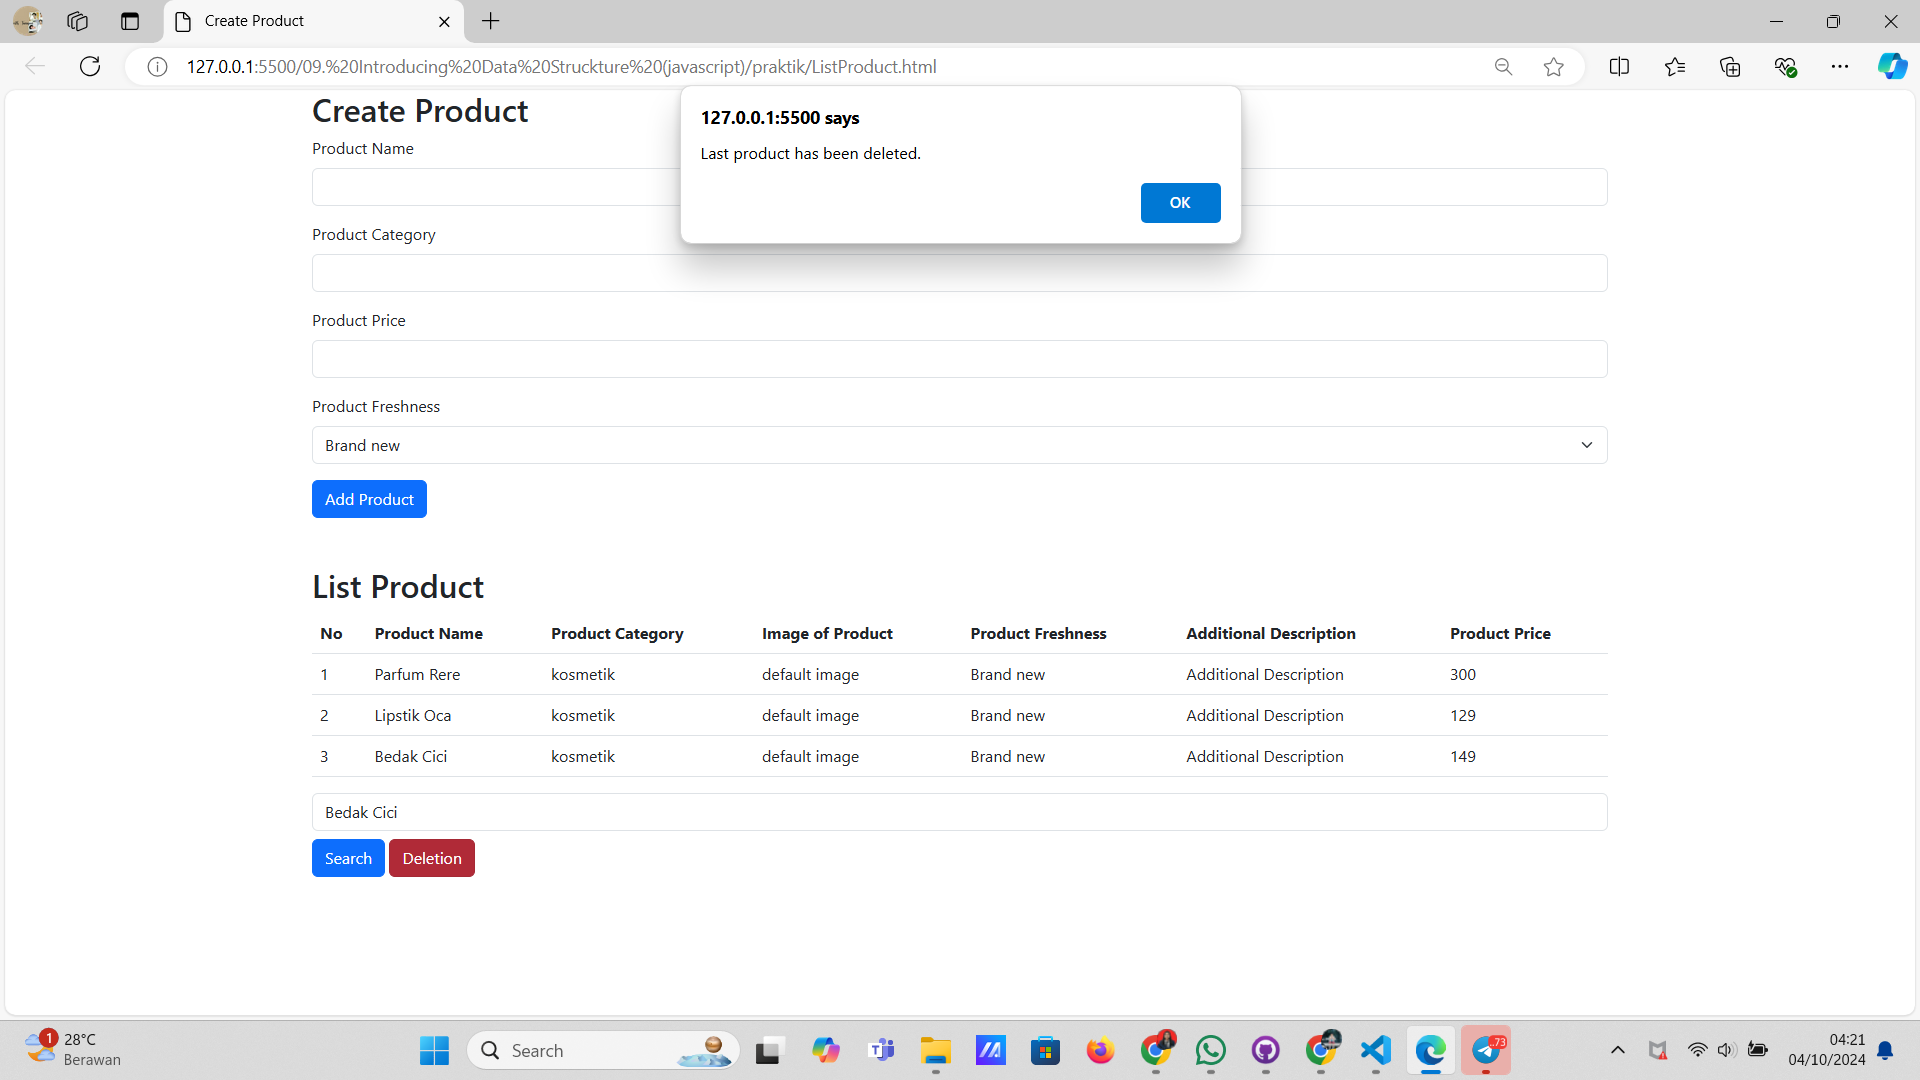 Create Product
127.0.0.1:5500/09.%20Introducing%20Data%20Struckture%20(javascript)/praktik/ListProduct.html
Create Product
127.0.0.1:5500 says
Last product has been deleted.
OK
Product Name
Product Category
Product Price
Product Freshness
Brand new
Add Product
List Product
No Product Name Product Category Image of Product Product Freshness Additional Description Product Price
1 Parfum Rere kosmetik default image Brand new Additional Description 300
2 Lipstik Oca kosmetik default image Brand new Additional Description 129
3 Bedak Cici kosmetik default image Brand new Additional Description 149
Bedak Cici
Search Deletion
1 28°C
Berawan
Search
73
04:21
04/10/2024